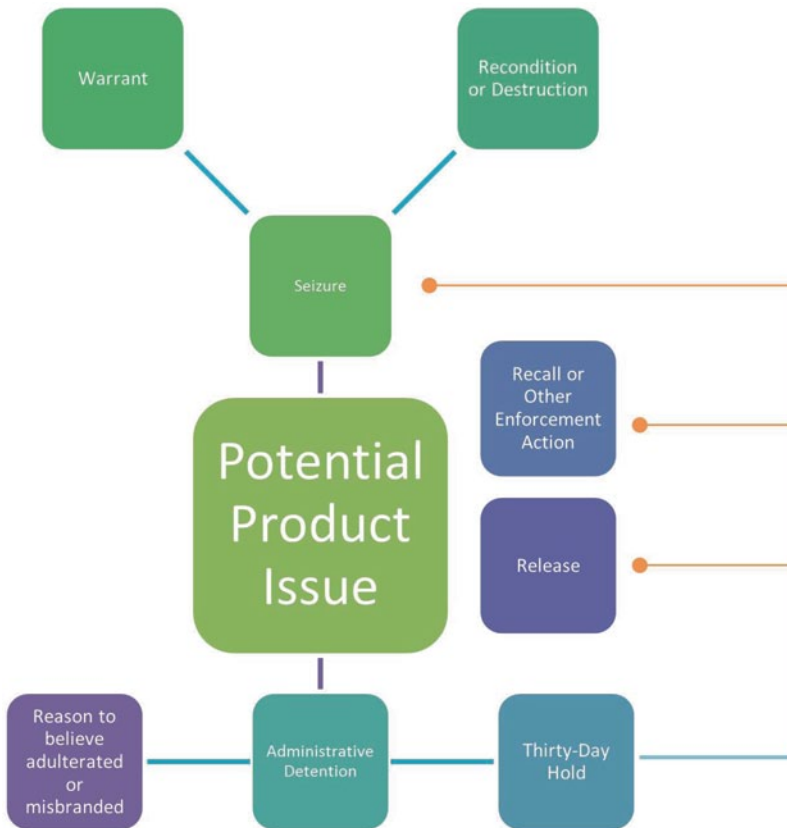 Warrant
Recondition
or Destruction
Seizure
Recall or
Other
Enforcement
Action
Potential
Product
Issue
Release
Reason to
believe
adulterated
or
misbranded
Administrative
Detention
Thirty-Day
Hold